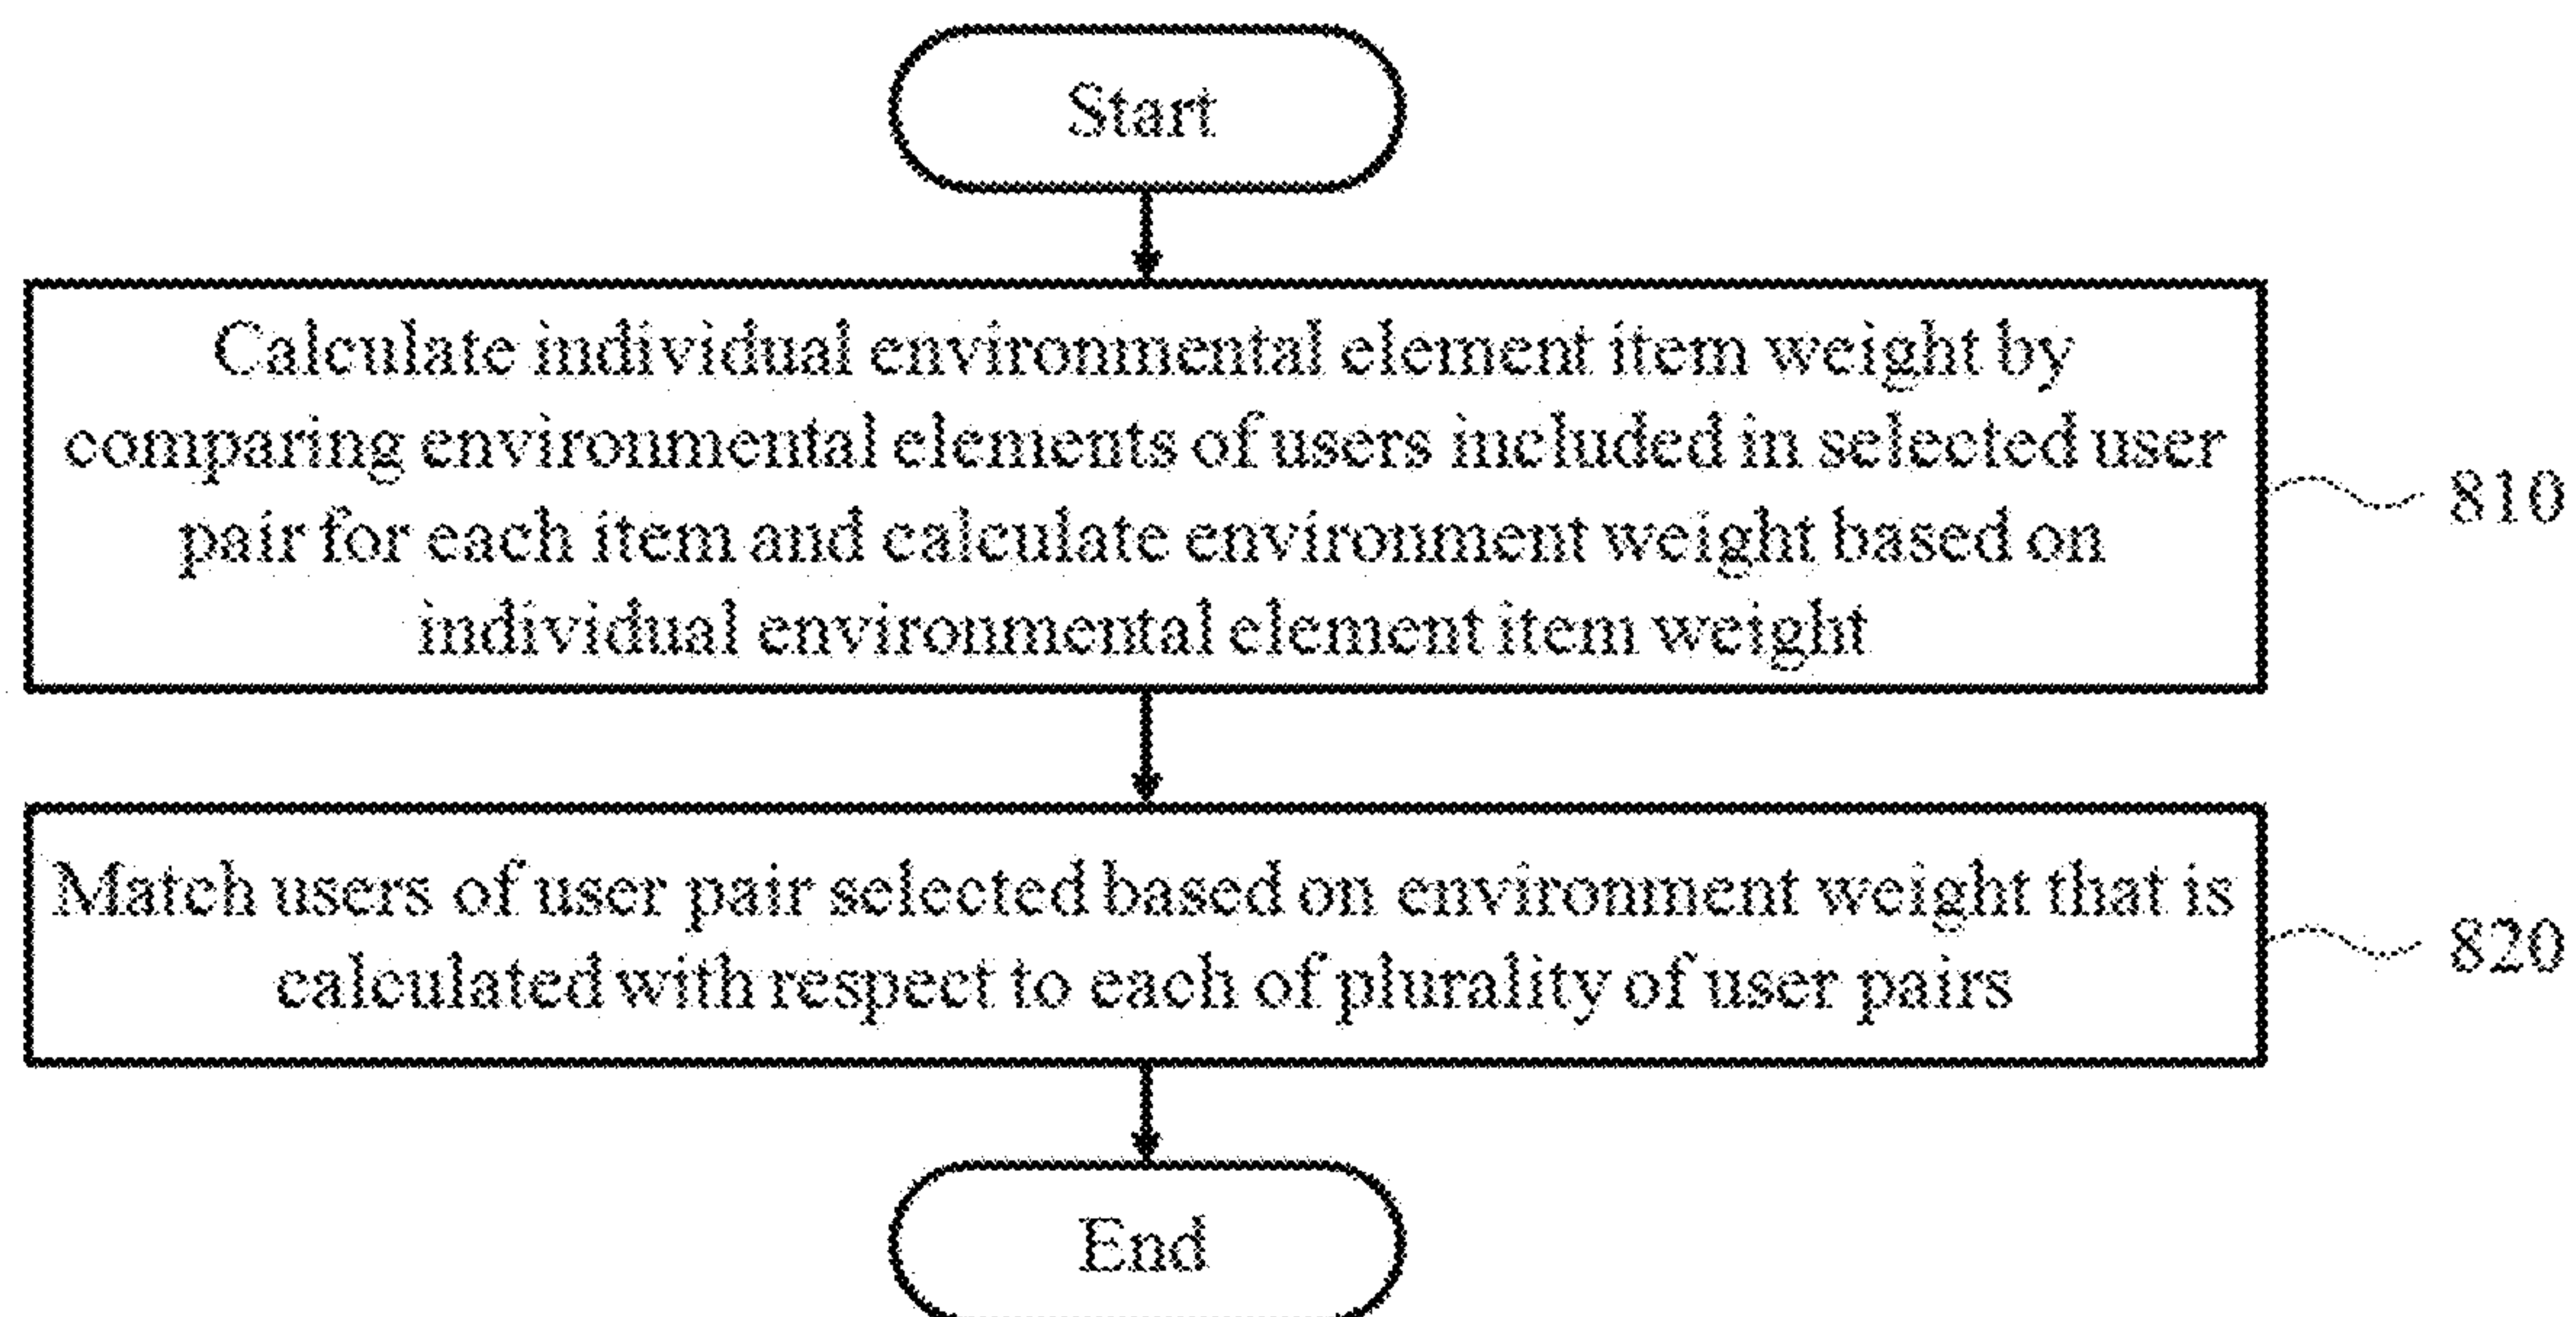 Start
Calculate individual environmental element item weight by
comparing environmental elements of users included in selected user
pair for each item and calculate environment weight based on
individual environmental element item weight
810
Match users of user pair selected based on environment weight that is
calculated with respect to each of plurality of user pairs
820
End